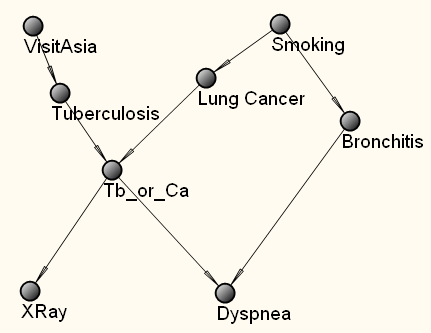 VisitAsia
Smoking
Tuberculosis
Lung Cancer
Bronchitis
Tb_or_Ca
XRay
Dyspnea